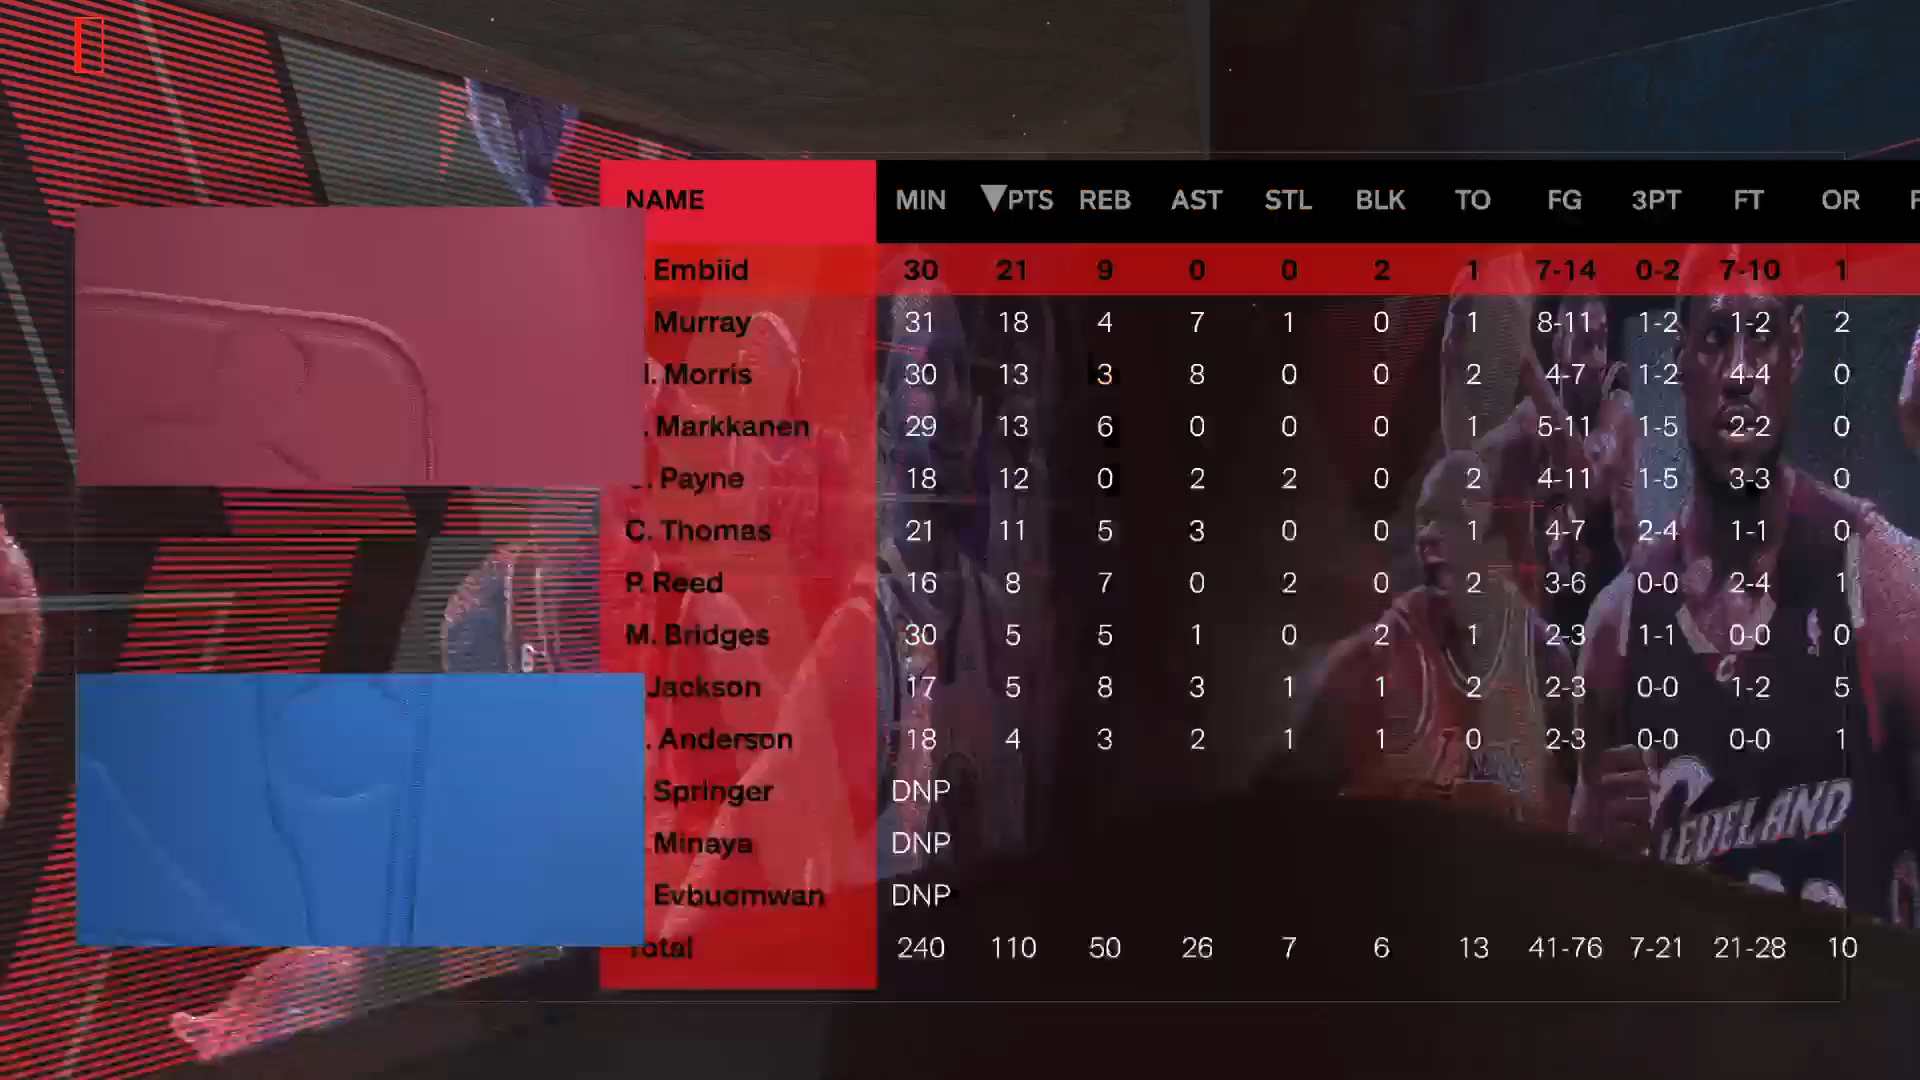 NAME MIN ▼PTS REB AST STL BLK TO FG 3PT FT OR F
. Embiid 30 21 9 0 0 2 1 7-14 0-2 7-10 1
Murray 31 18 4 7 1 0 1 8-11 1-2 1-2 2
. Morris 30 13 3 8 0 0 2 4-7 1-2 4-4 0
. Markkanen 29 13 6 0 0 0 1 5-11 1-5 2-2 0
. Payne 18 12 0 2 2 0 2 4-11 1-5 3-3 0
C. Thomas 21 11 5 3 0 0 1 4-7 2-4 1-1 0
P. Reed 16 8 7 0 2 0 2 3-6 0-0 2-4 1
M. Bridges 30 5 5 1 0 2 1 2-3 1-1 0-0 0
Jackson 17 5 8 3 1 1 2 2-3 0-0 1-2 5
. Anderson 18 4 3 2 1 1 0 2-3 0-0 0-0 1
. Springer DNP
. Minaya DNP
. Evbuomwan DNP
Total 240 110 50 26 7 6 13 41-76 7-21 21-28 10
CLEVELAND